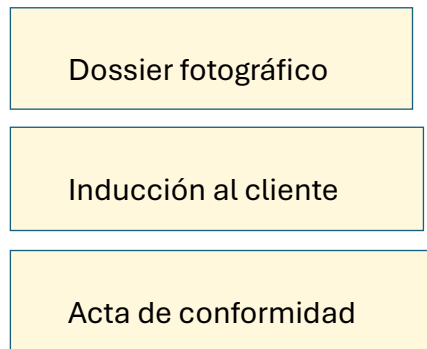 Dossier fotográfico
Inducción al cliente
Acta de conformidad